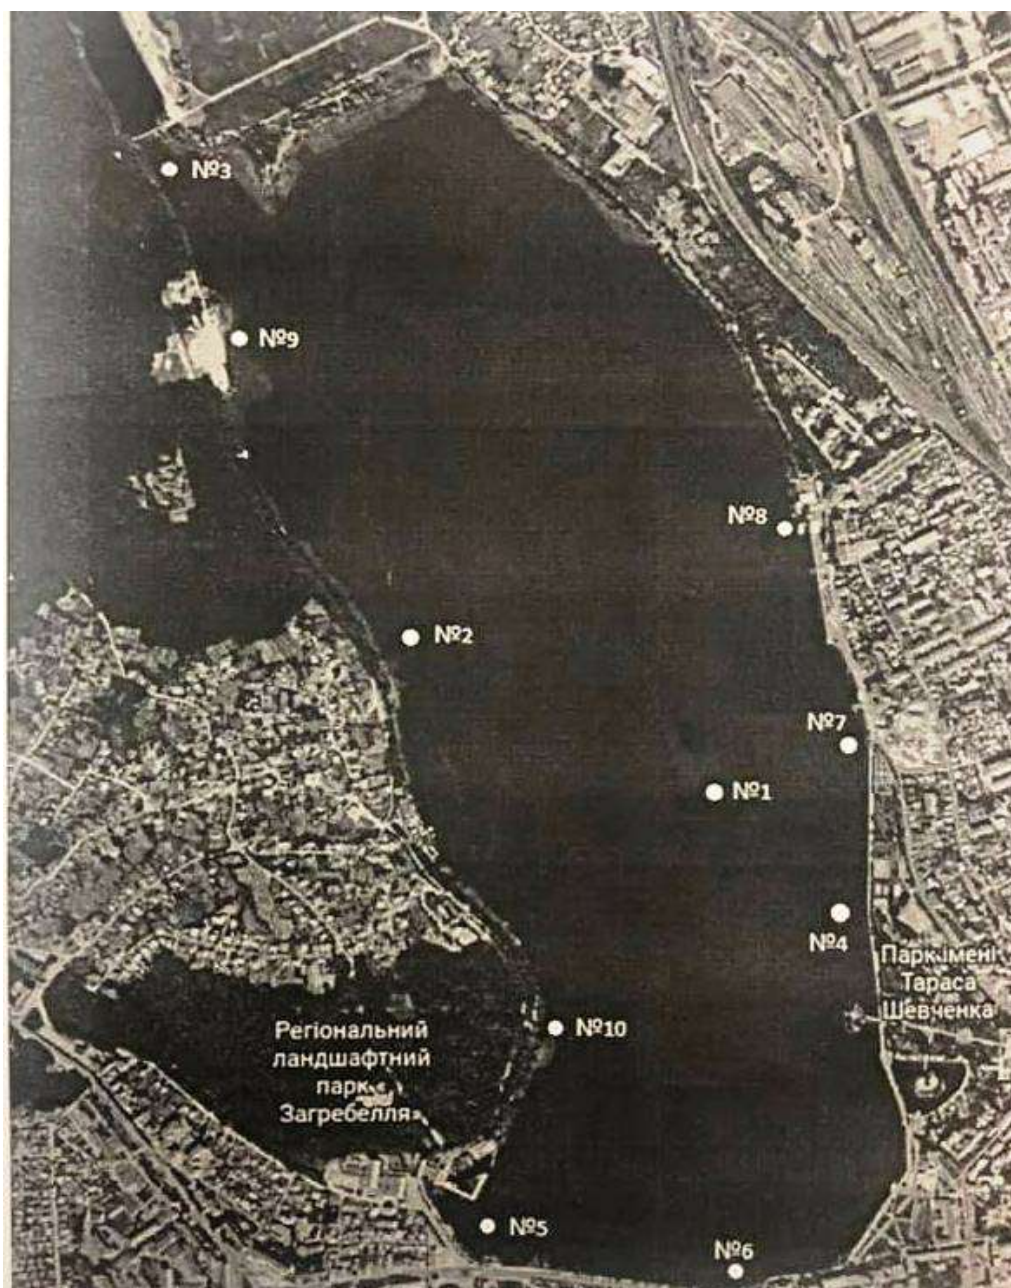 №3
№9
№8
№2
№7
№1
№4
Парк імені
Тараса
Шевченка
№10
Регіональний
ландшафтний
парк
Загребелля
№5
№6